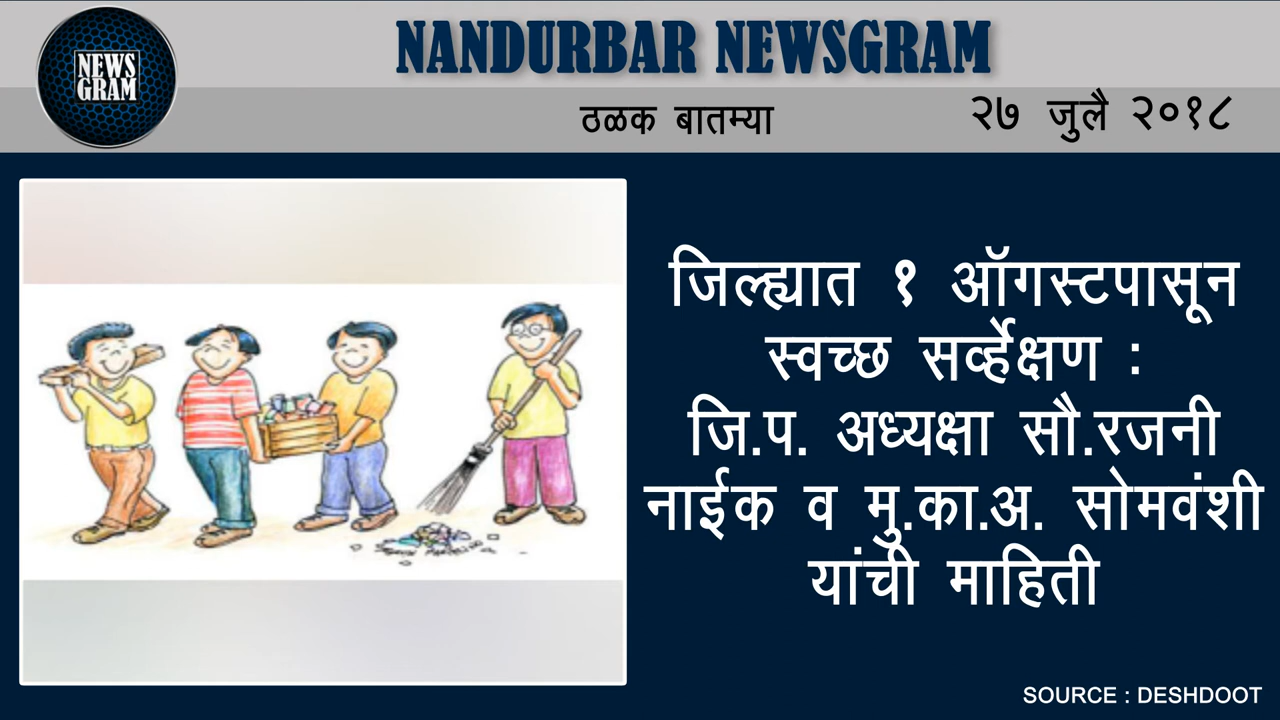 NEWS
GRAM
NANDURBAR NEWSGRAM
ठळक बातम्या
२७ जुलै २०१८
जिल्ह्यात १ ऑगस्टपासून
स्वच्छ सर्व्हेक्षण :
जि.प. अध्यक्षा सौ.रजनी
नाईक व मु.का.अ. सोमवंशी
यांची माहिती
SOURCE : DESHDOOT